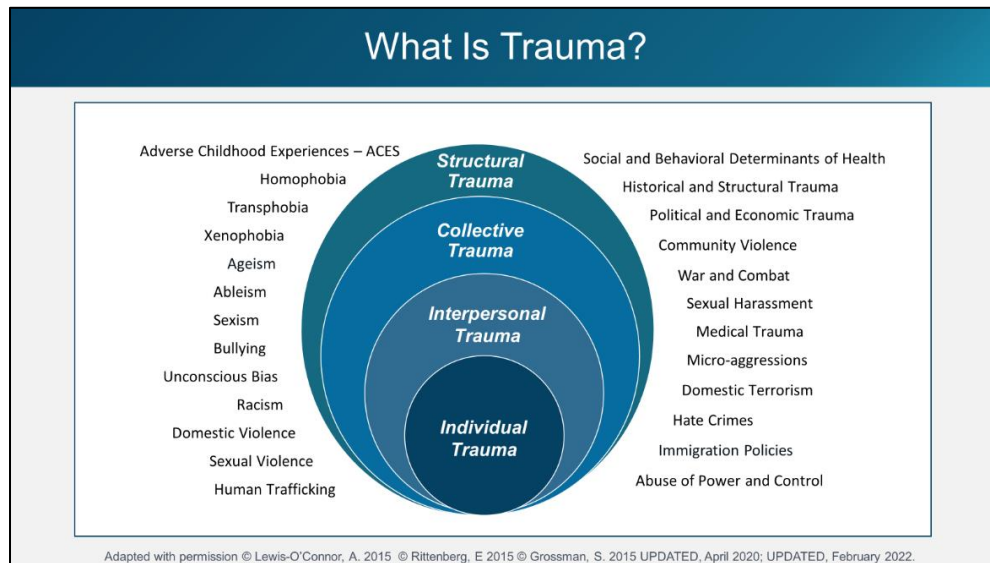 What Is Trauma?
Adverse Childhood Experiences – ACES
Homophobia
Transphobia
Xenophobia
Ageism
Ableism
Sexism
Bullying
Unconscious Bias
Racism
Domestic Violence
Sexual Violence
Human Trafficking
Structural
Trauma
Collective
Trauma
Interpersonal
Trauma
Individual
Trauma
Social and Behavioral Determinants of Health
Historical and Structural Trauma
Political and Economic Trauma
Community Violence
War and Combat
Sexual Harassment
Medical Trauma
Micro-aggressions
Domestic Terrorism
Hate Crimes
Immigration Policies
Abuse of Power and Control
Adapted with permission © Lewis-O’Connor, A. 2015 © Rittenberg, E 2015 © Grossman, S. 2015 UPDATED, April 2020; UPDATED, February 2022.